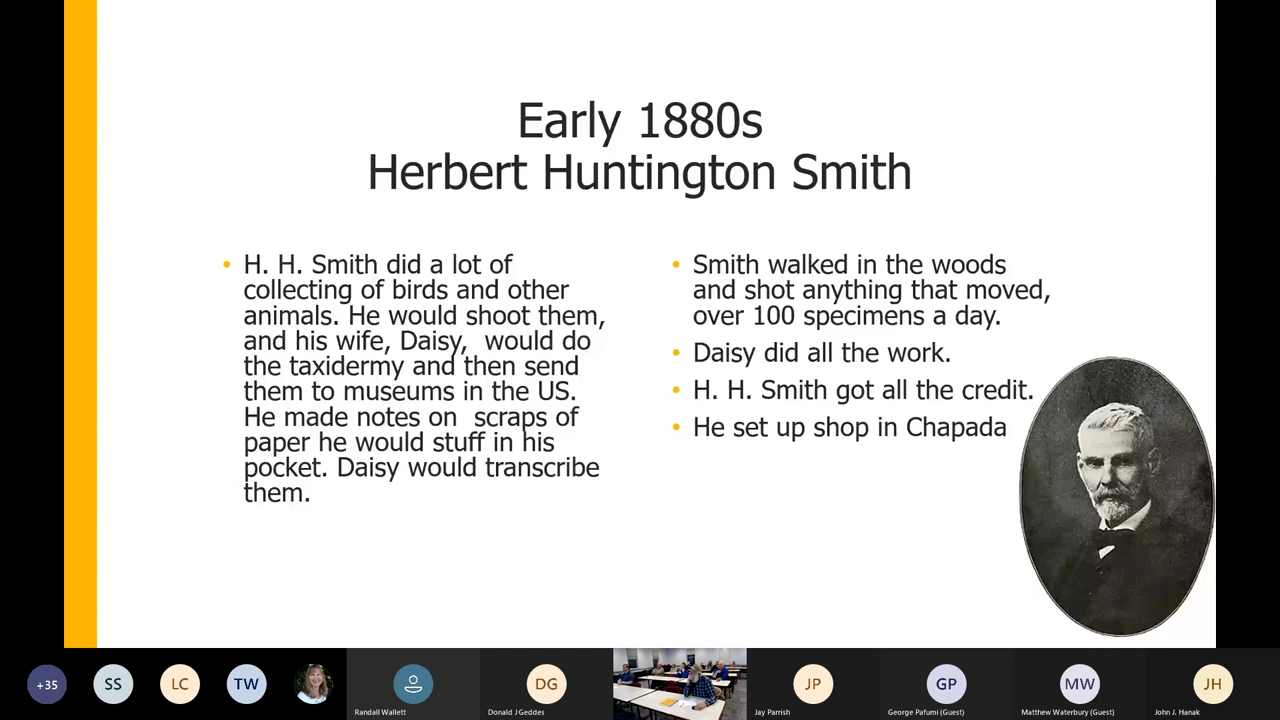 Early 1880s
Herbert Huntington Smith
• H. H. Smith did a lot of
collecting of birds and other
animals. He would shoot them,
and his wife, Daisy,  would do
the taxidermy and then send
them to museums in the US.
He made notes on  scraps of
paper he would stuff in his
pocket. Daisy would transcribe
them.
• Smith walked in the woods
and shot anything that moved,
over 100 specimens a day.
• Daisy did all the work.
• H. H. Smith got all the credit.
• He set up shop in Chapada
+35
SS
LC
TW
Randall Wallett
DG
Donald J Geddes
JP
Jay Parrish
GP
George Pafumi (Guest)
MW
Matthew Waterbury (Guest)
JH
John J. Hanak